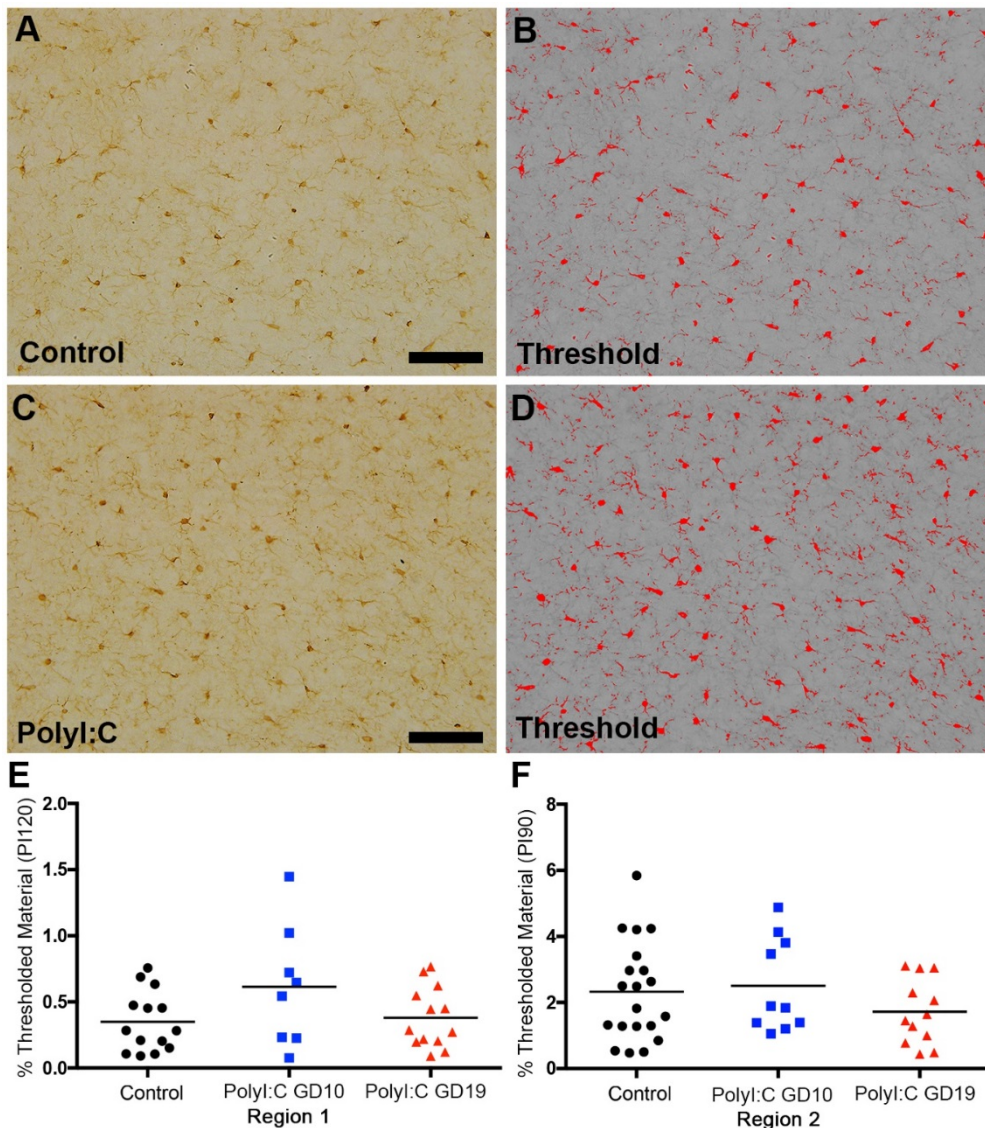 A
Control
B
Threshold
C
PolyI:C
D
Threshold
E
% Thresholded Material (PI120)
2.0
1.5
1.0
0.5
0.0
Control
PolyI:C GD10
PolyI:C GD19
Region 1
F
% Thresholded Material (PI90)
8
6
4
2
0
Control
PolyI:C GD10
PolyI:C GD19
Region 2